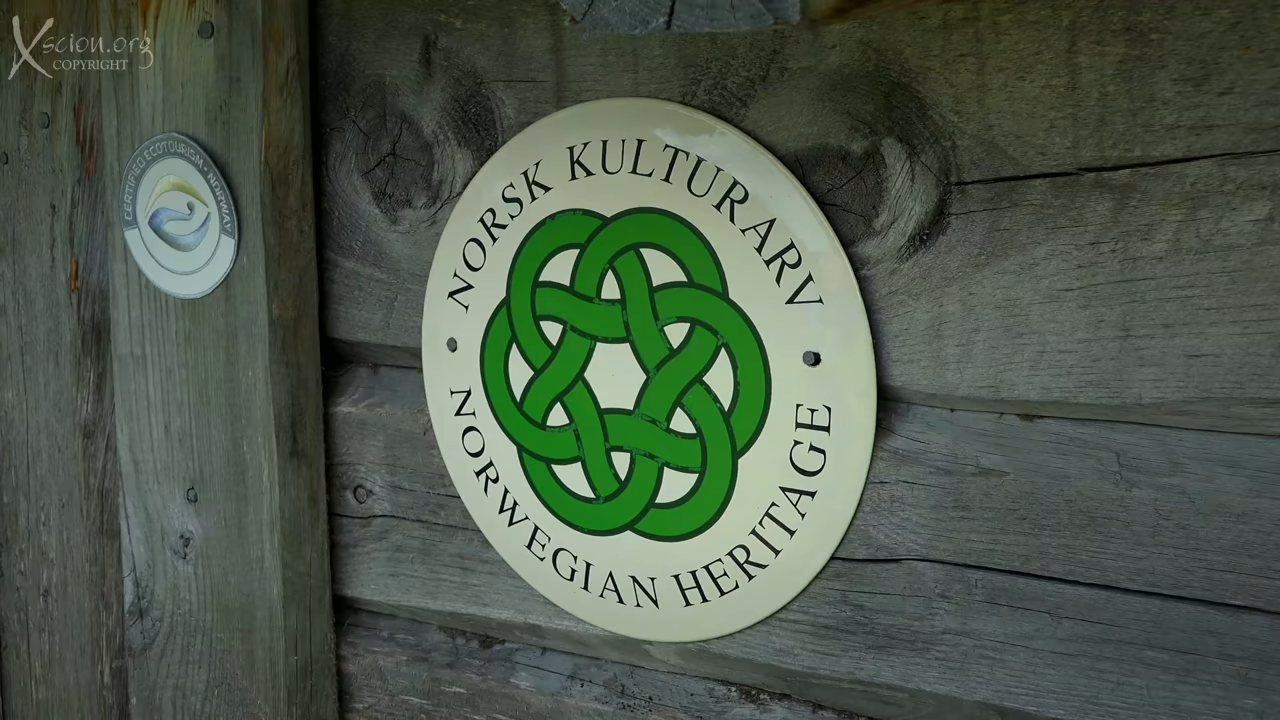 Xscion.org
COPYRIGHT
CERTIFIED ECOTOURISM • NORWAY
NORSK KULTURARV
NORWEGIAN HERITAGE